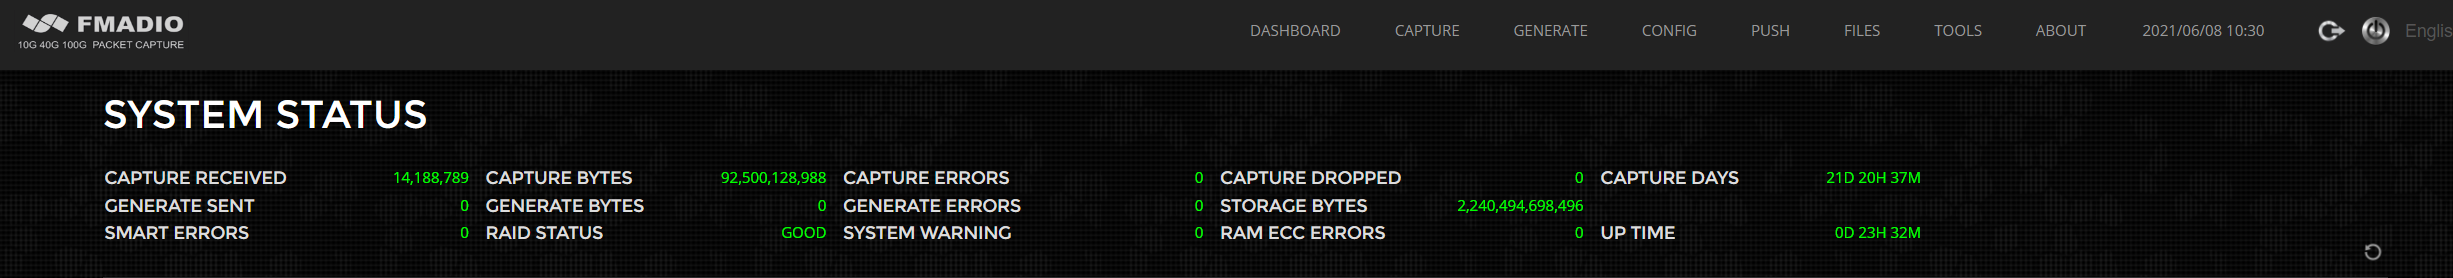 FMADIO
10G 40G 100G PACKET CAPTURE
DASHBOARD CAPTURE GENERATE CONFIG PUSH FILES TOOLS ABOUT 2021/06/08 10:30 Englis
SYSTEM STATUS
CAPTURE RECEIVED 14,188,789 CAPTURE BYTES 92,500,128,988 CAPTURE ERRORS 0 CAPTURE DROPPED 0 CAPTURE DAYS 21D 20H 37M
GENERATE SENT 0 GENERATE BYTES 0 GENERATE ERRORS 0 STORAGE BYTES 2,240,494,698,496
SMART ERRORS 0 RAID STATUS GOOD SYSTEM WARNING 0 RAM ECC ERRORS 0 UP TIME 0D 23H 32M